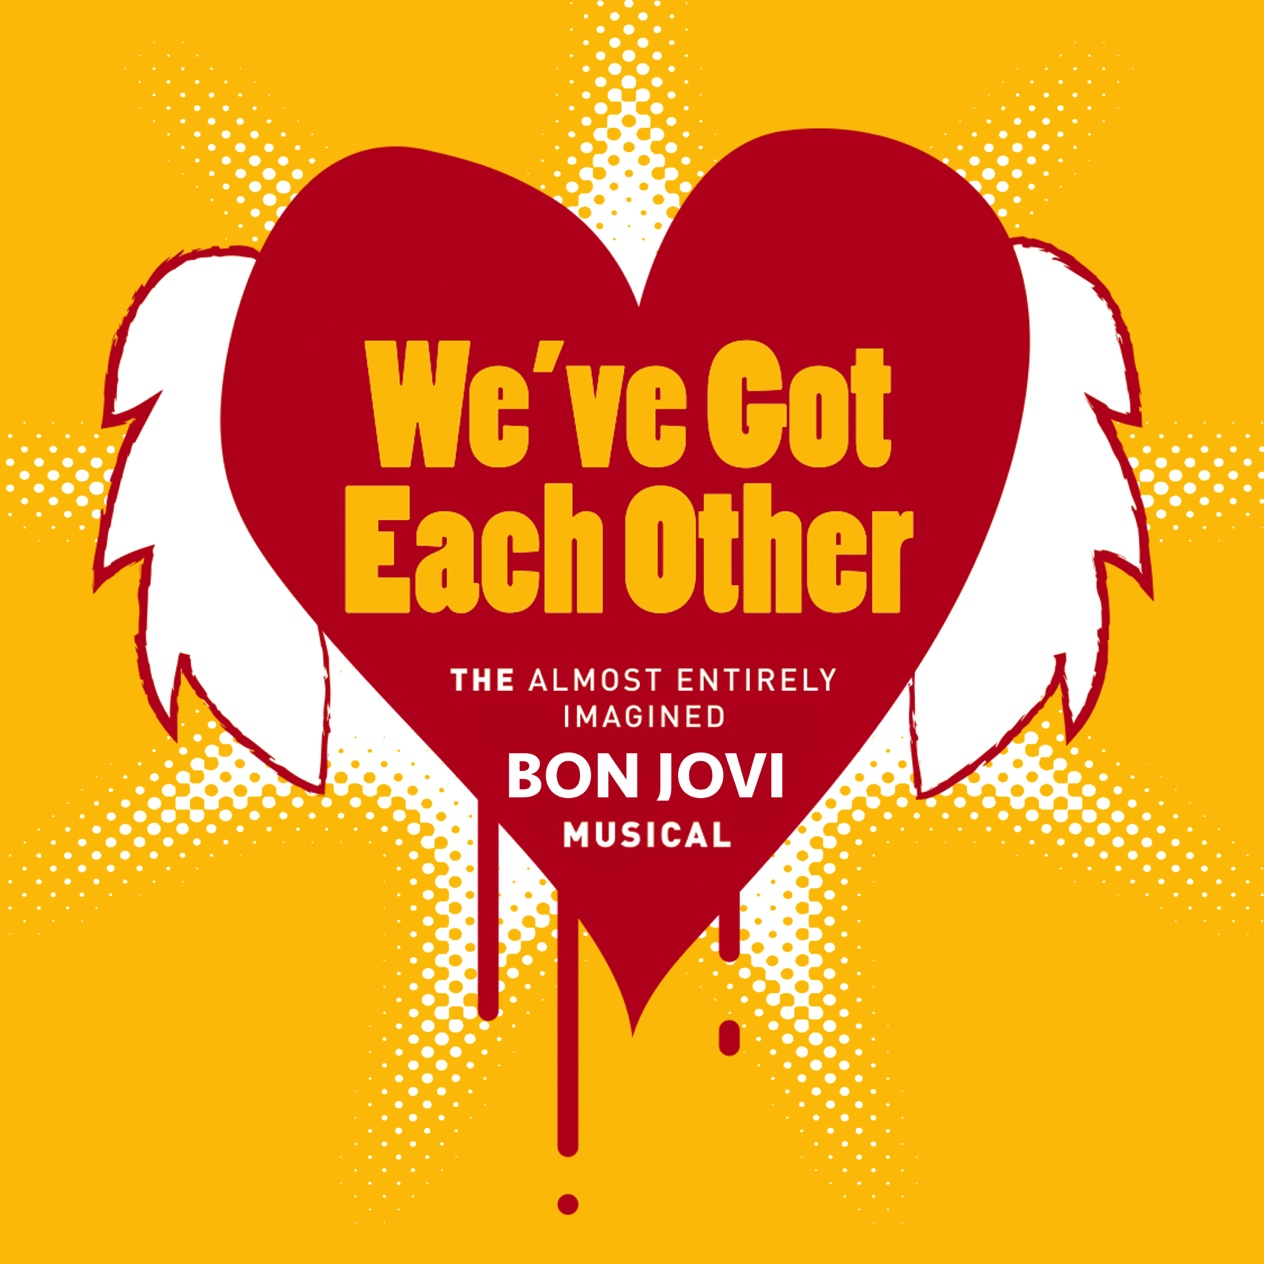 We've Got
Each Other
THE ALMOST ENTIRELY
IMAGINED
BON JOVI
MUSICAL